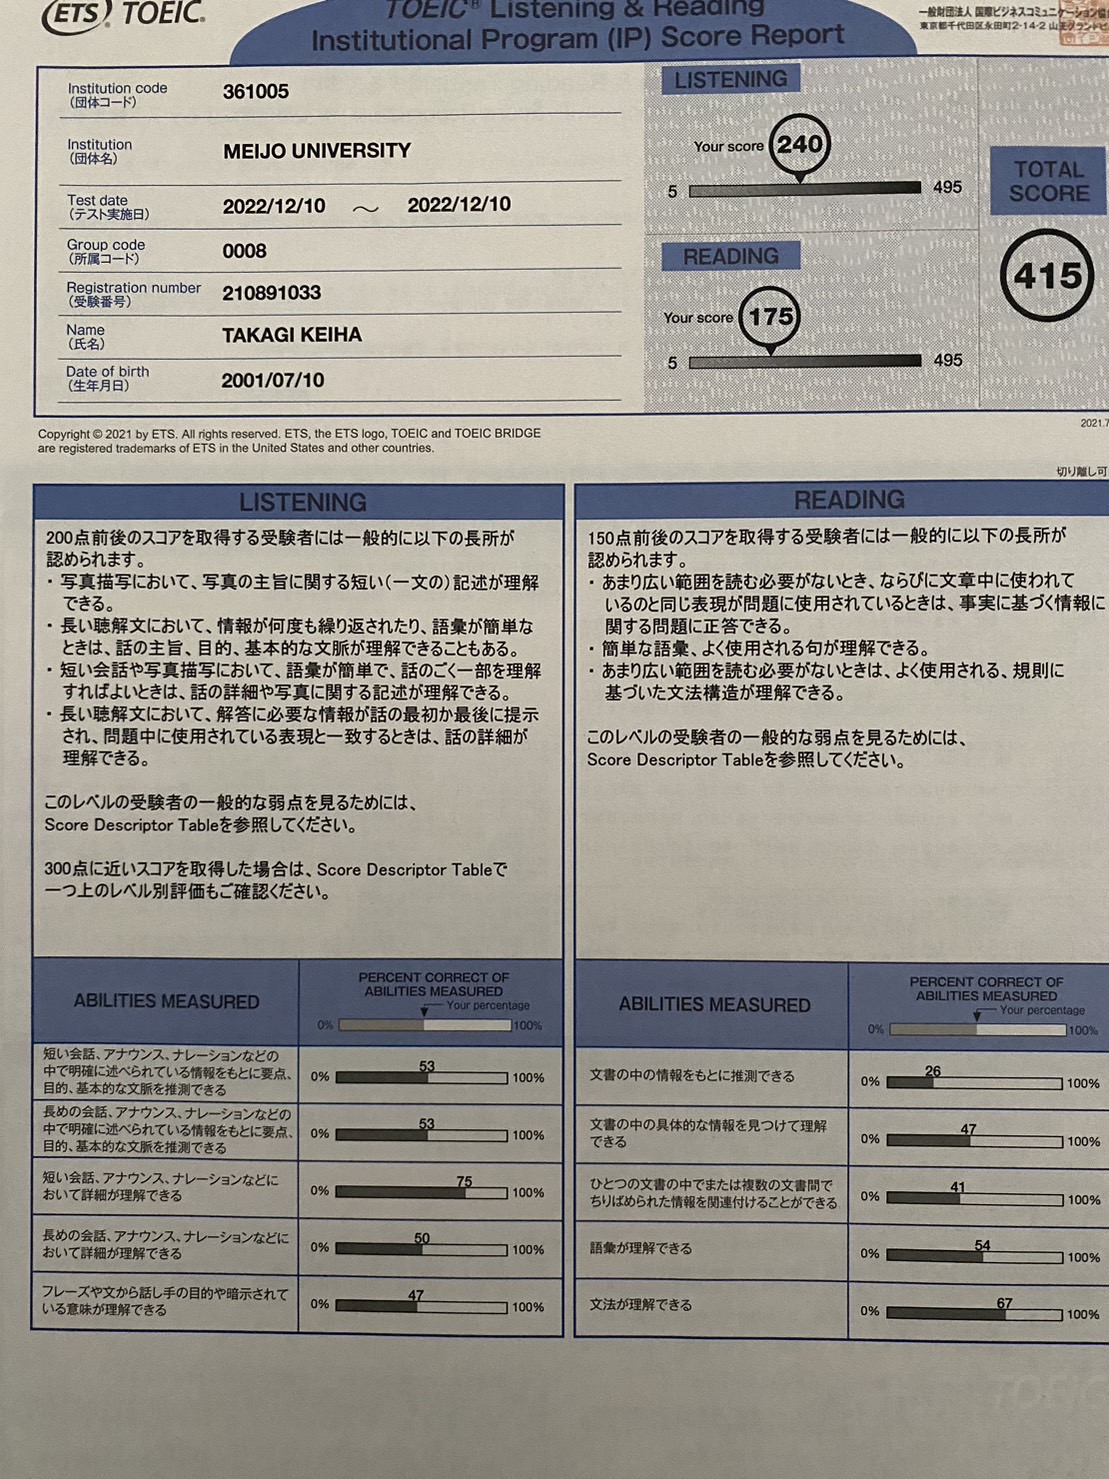 ETS TOEIC®
TOEIC® Listening & Reading
Institutional Program (IP) Score Report
一般財団法人 国際ビジネスコミュニケーション協
東京都千代田区永田町2-14-2 山王グランド
Institution code
（団体コード）
361005
Institution
（団体名）
MEIJO UNIVERSITY
Test date
（テスト実施日）
2022/12/10 ～ 2022/12/10
Group code
（所属コード）
0008
Registration number
（受験番号）
210891033
Name
（氏名）
TAKAGI KEIHA
Date of birth
（生年月日）
2001/07/10
LISTENING
Your score 240
5 495
READING
Your score 175
5 495
TOTAL
SCORE
415
Copyright © 2021 by ETS. All rights reserved. ETS, the ETS logo, TOEIC and TOEIC BRIDGE
are registered trademarks of ETS in the United States and other countries.
2021.7
切り離し可
LISTENING
200点前後のスコアを取得する受験者には一般的に以下の長所が
認められます。
・写真描写において、写真の主旨に関する短い（一文の）記述が理解
できる。
・長い聴解文において、情報が何度も繰り返されたり、語彙が簡単な
ときは、話の主旨、目的、基本的な文脈が理解できることもある。
・短い会話や写真描写において、語彙が簡単で、話のごく一部を理解
すればよいときは、話の詳細や写真に関する記述が理解できる。
・長い聴解文において、解答に必要な情報が話の最初か最後に提示
され、問題中に使用されている表現と一致するときは、話の詳細が
理解できる。
このレベルの受験者の一般的な弱点を見るためには、
Score Descriptor Tableを参照してください。
300点に近いスコアを取得した場合は、Score Descriptor Tableで
一つ上のレベル別評価もご確認ください。
READING
150点前後のスコアを取得する受験者には一般的に以下の長所が
認められます。
・あまり広い範囲を読む必要がないとき、ならびに文章中に使われて
いるのと同じ表現が問題に使用されているときは、事実に基づく情報に
関する問題に正答できる。
・簡単な語彙、よく使用される句が理解できる。
・あまり広い範囲を読む必要がないときは、よく使用される、規則に
基づいた文法構造が理解できる。
このレベルの受験者の一般的な弱点を見るためには、
Score Descriptor Tableを参照してください。
ABILITIES MEASURED
PERCENT CORRECT OF
ABILITIES MEASURED
Your percentage
0% 100%
短い会話、アナウンス、ナレーションなどの
中で明確に述べられている情報をもとに要点、
目的、基本的な文脈を推測できる
53
0% 100%
長めの会話、アナウンス、ナレーションなどの
中で明確に述べられている情報をもとに要点、
目的、基本的な文脈を推測できる
53
0% 100%
短い会話、アナウンス、ナレーションなどに
おいて詳細が理解できる
75
0% 100%
長めの会話、アナウンス、ナレーションなどに
おいて詳細が理解できる
50
0% 100%
フレーズや文から話し手の目的や暗示されて
いる意味が理解できる
47
0% 100%
ABILITIES MEASURED
PERCENT CORRECT OF
ABILITIES MEASURED
Your percentage
0% 100%
文書の中の情報をもとに推測できる
26
0% 100%
文書の中の具体的な情報を見つけて理解
できる
47
0% 100%
ひとつの文書の中でまたは複数の文書間で
ちりばめられた情報を関連付けることができる
41
0% 100%
語彙が理解できる
54
0% 100%
文法が理解できる
67
0% 100%
TOEIC